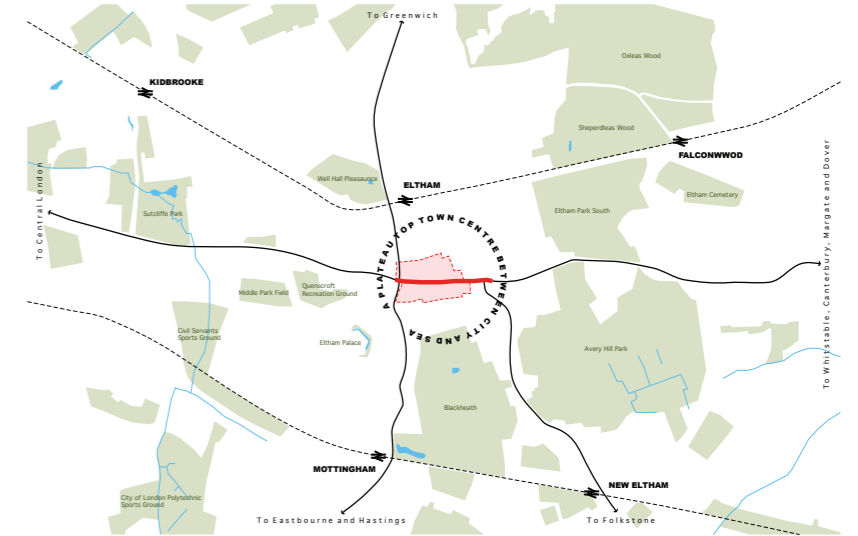 To Greenwich
Oxleas Wood
KIDBROOKE
Sheperdleas Wood
FALCONWWOD
To Central London
To Whitstable, Canterbury, Margate and Dover
Well Hall Pleasaunce
ELTHAM
Eltham Cemetery
Sutcliffe Park
Eltham Park South
A PLATEAU TOP TOWN CENTRE BETWEEN CITY AND SEA
Middle Park Field
Quenscroft
Recreation Ground
Civil Servants
Sports Ground
Eltham Palace
Avery Hill Park
Blackheath
MOTTINGHAM
NEW ELTHAM
City of London Polytechnic
Sports Ground
To Eastbourne and Hastings
To Folkstone